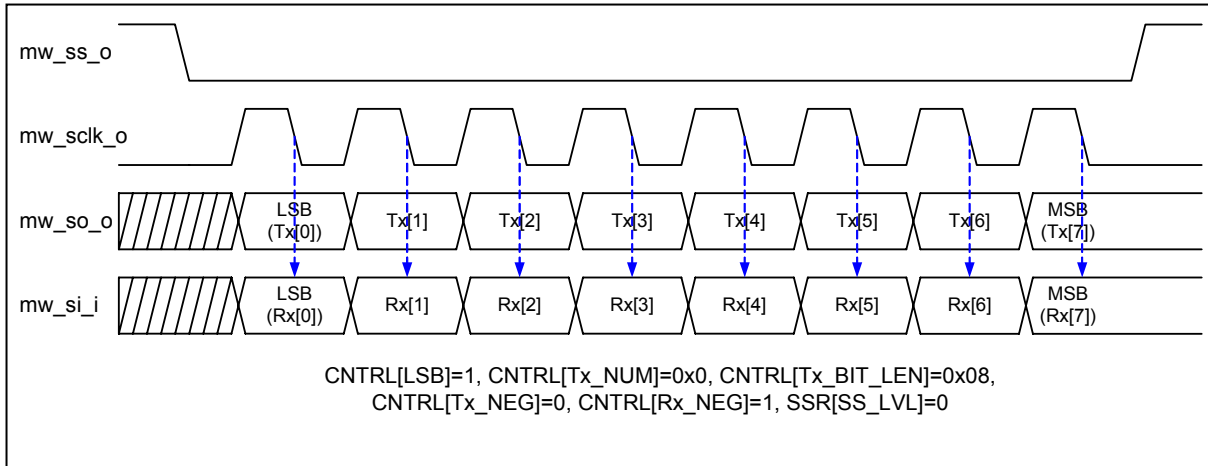 mw_ss_o
mw_sclk_o
mw_so_o
LSB
(Tx[0])
Tx[1]
Tx[2]
Tx[3]
Tx[4]
Tx[5]
Tx[6]
MSB
(Tx[7])
mw_si_i
LSB
(Rx[0])
Rx[1]
Rx[2]
Rx[3]
Rx[4]
Rx[5]
Rx[6]
MSB
(Rx[7])
CNTRL[LSB]=1, CNTRL[Tx_NUM]=0x0, CNTRL[Tx_BIT_LEN]=0x08,
CNTRL[Tx_NEG]=0, CNTRL[Rx_NEG]=1, SSR[SS_LVL]=0